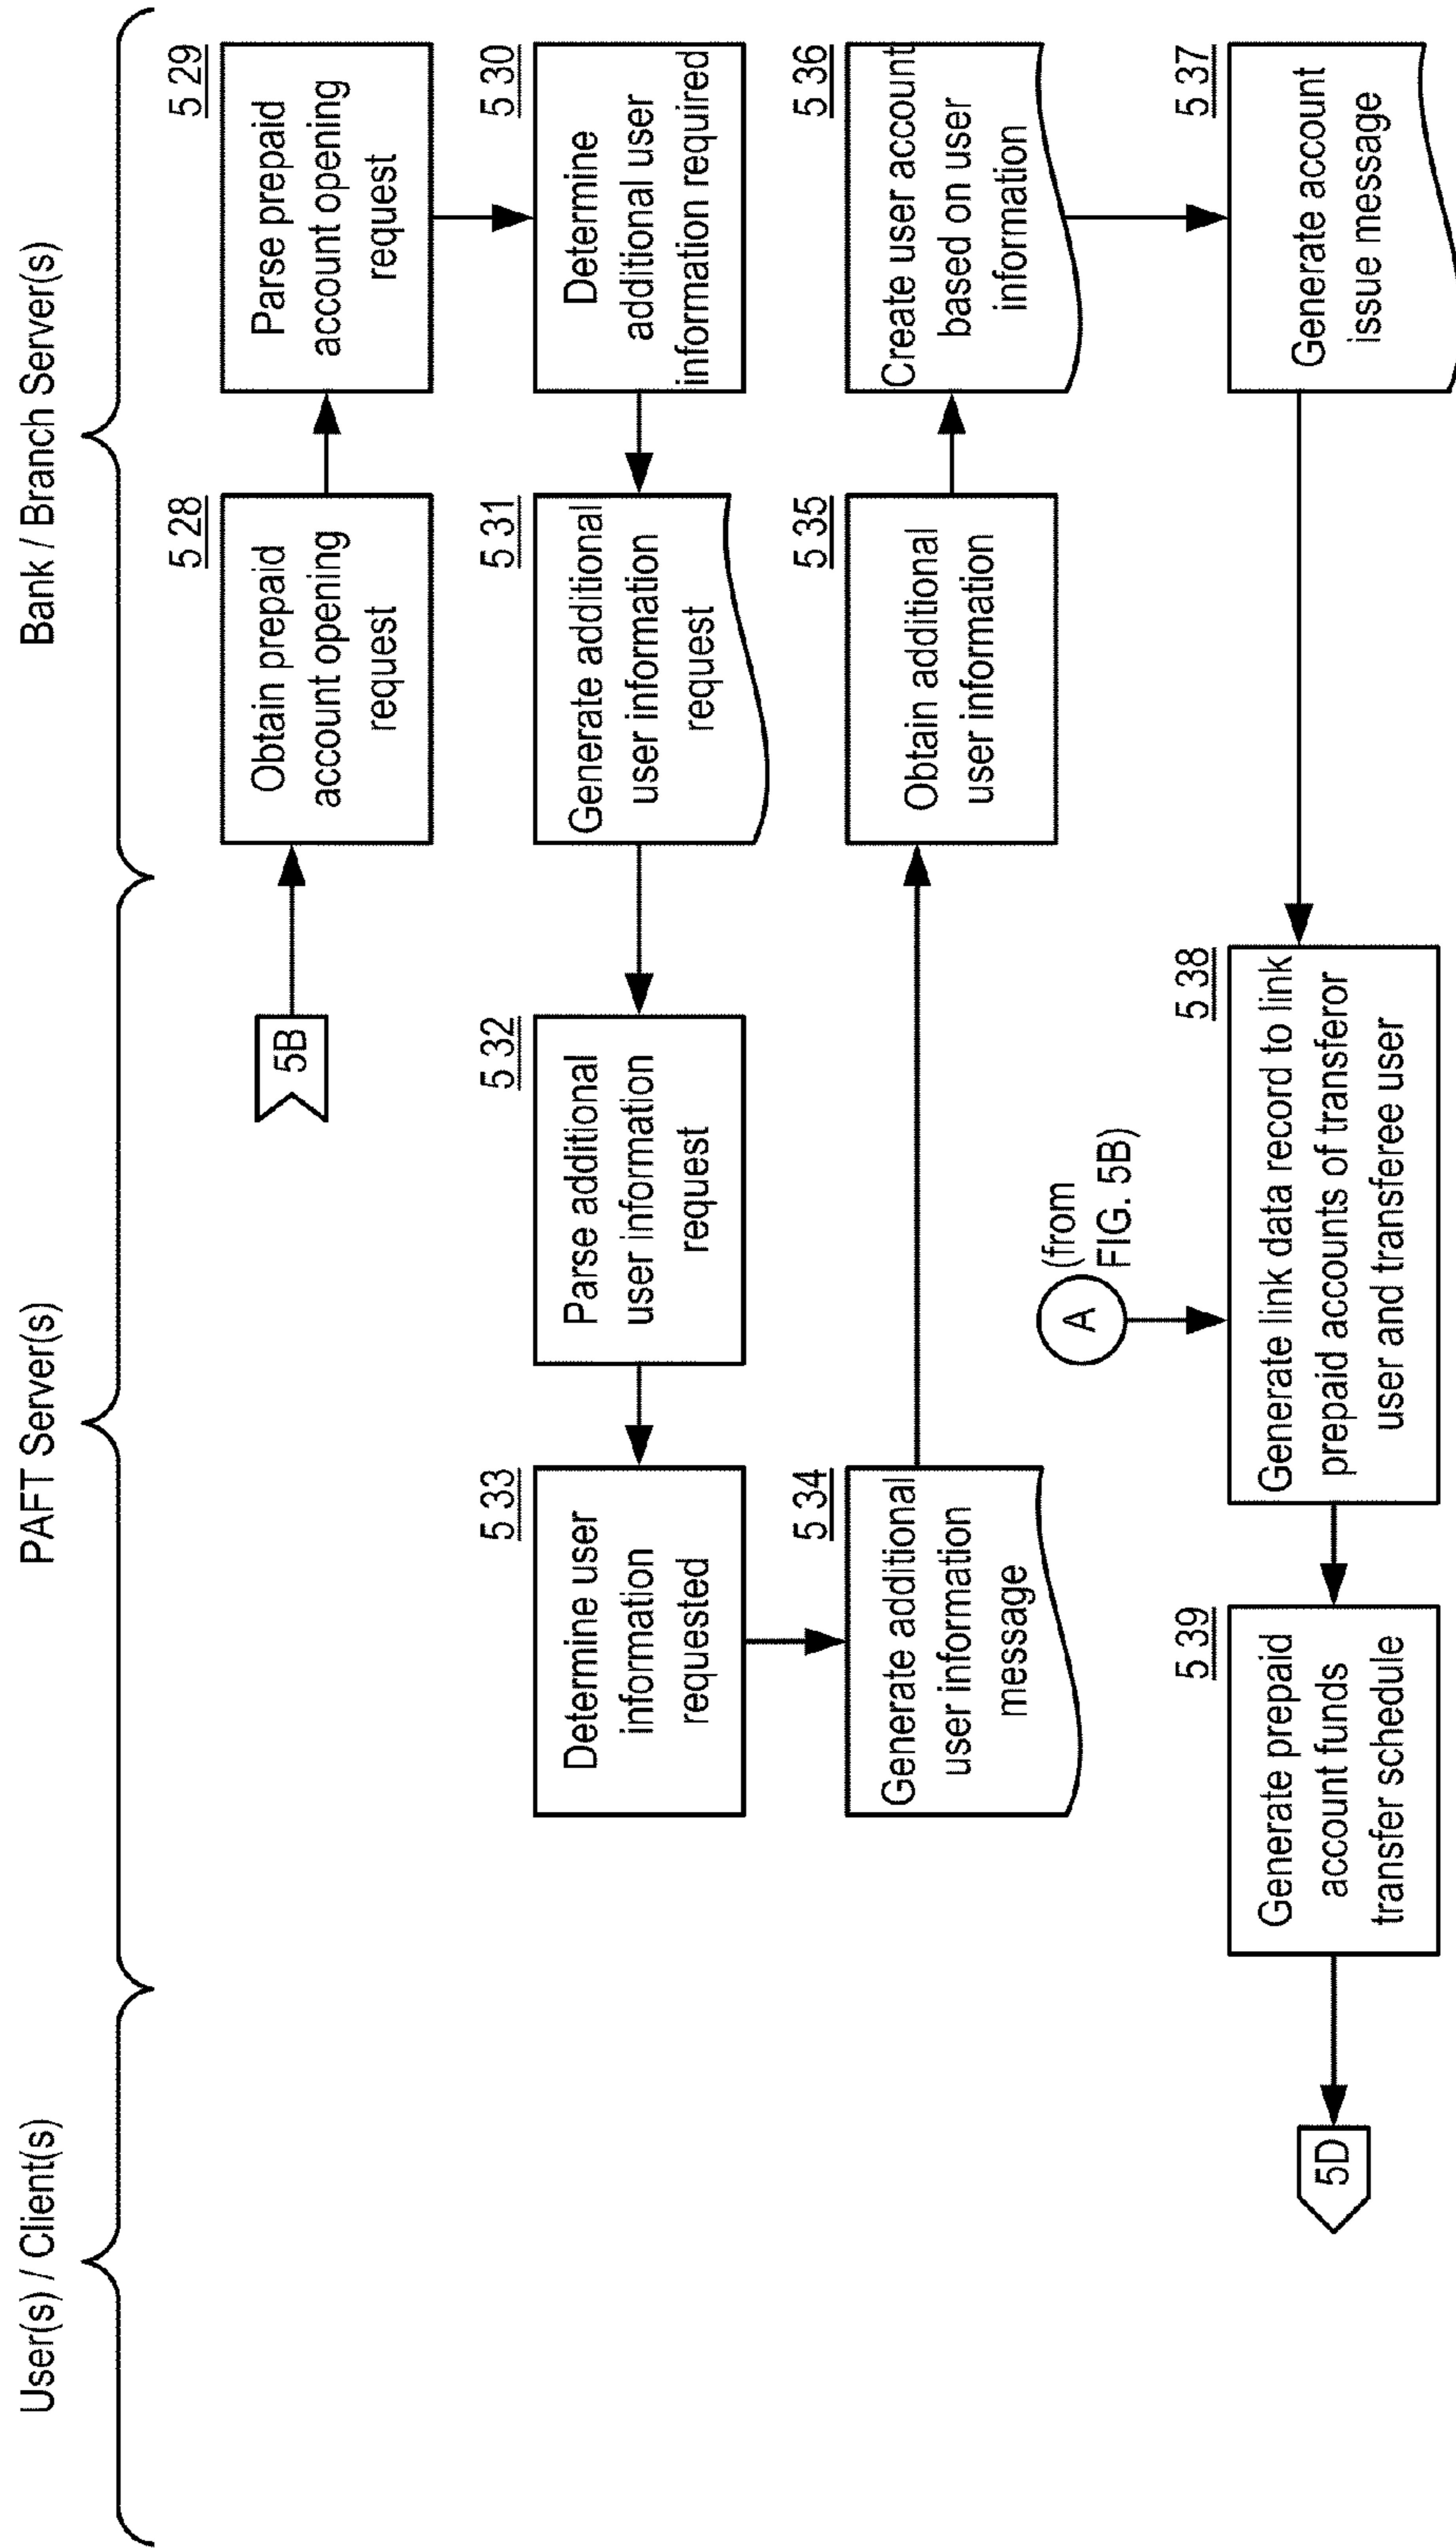 User(s) / Client(s)
PAFT Server(s)
Bank / Branch Server(s)
5B
5 28
Obtain prepaid
account opening
request
5 29
Parse prepaid
account opening
request
5 30
Determine
additional user
information required
5 31
Generate additional
user information
request
5 32
Parse additional
user information
request
5 33
Determine user
information
requested
5 34
Generate additional
user information
message
5 35
Obtain additional
user information
5 36
Create user account
based on user
information
5 37
Generate account
issue message
A
(from
FIG. 5B)
5 38
Generate link data record to link
prepaid accounts of transferor
user and transferee user
5 39
Generate prepaid
account funds
transfer schedule
5D